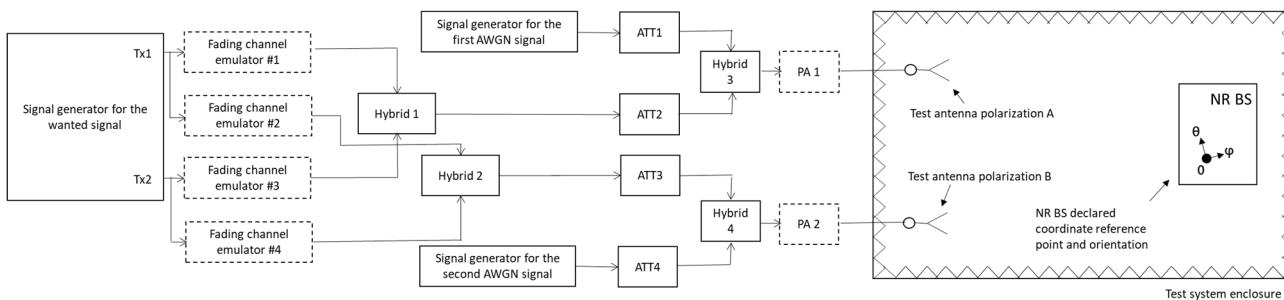 Signal generator for the wanted signal
Tx1
Tx2
Fading channel
emulator #1
Fading channel
emulator #2
Fading channel
emulator #3
Fading channel
emulator #4
Hybrid 1
Hybrid 2
Signal generator for the
first AWGN signal
Signal generator for the
second AWGN signal
ATT1
ATT2
ATT3
ATT4
Hybrid
3
Hybrid
4
PA 1
PA 2
Test antenna polarization A
Test antenna polarization B
NR BS
θ
φ
0
NR BS declared
coordinate reference
point and orientation
Test system enclosure